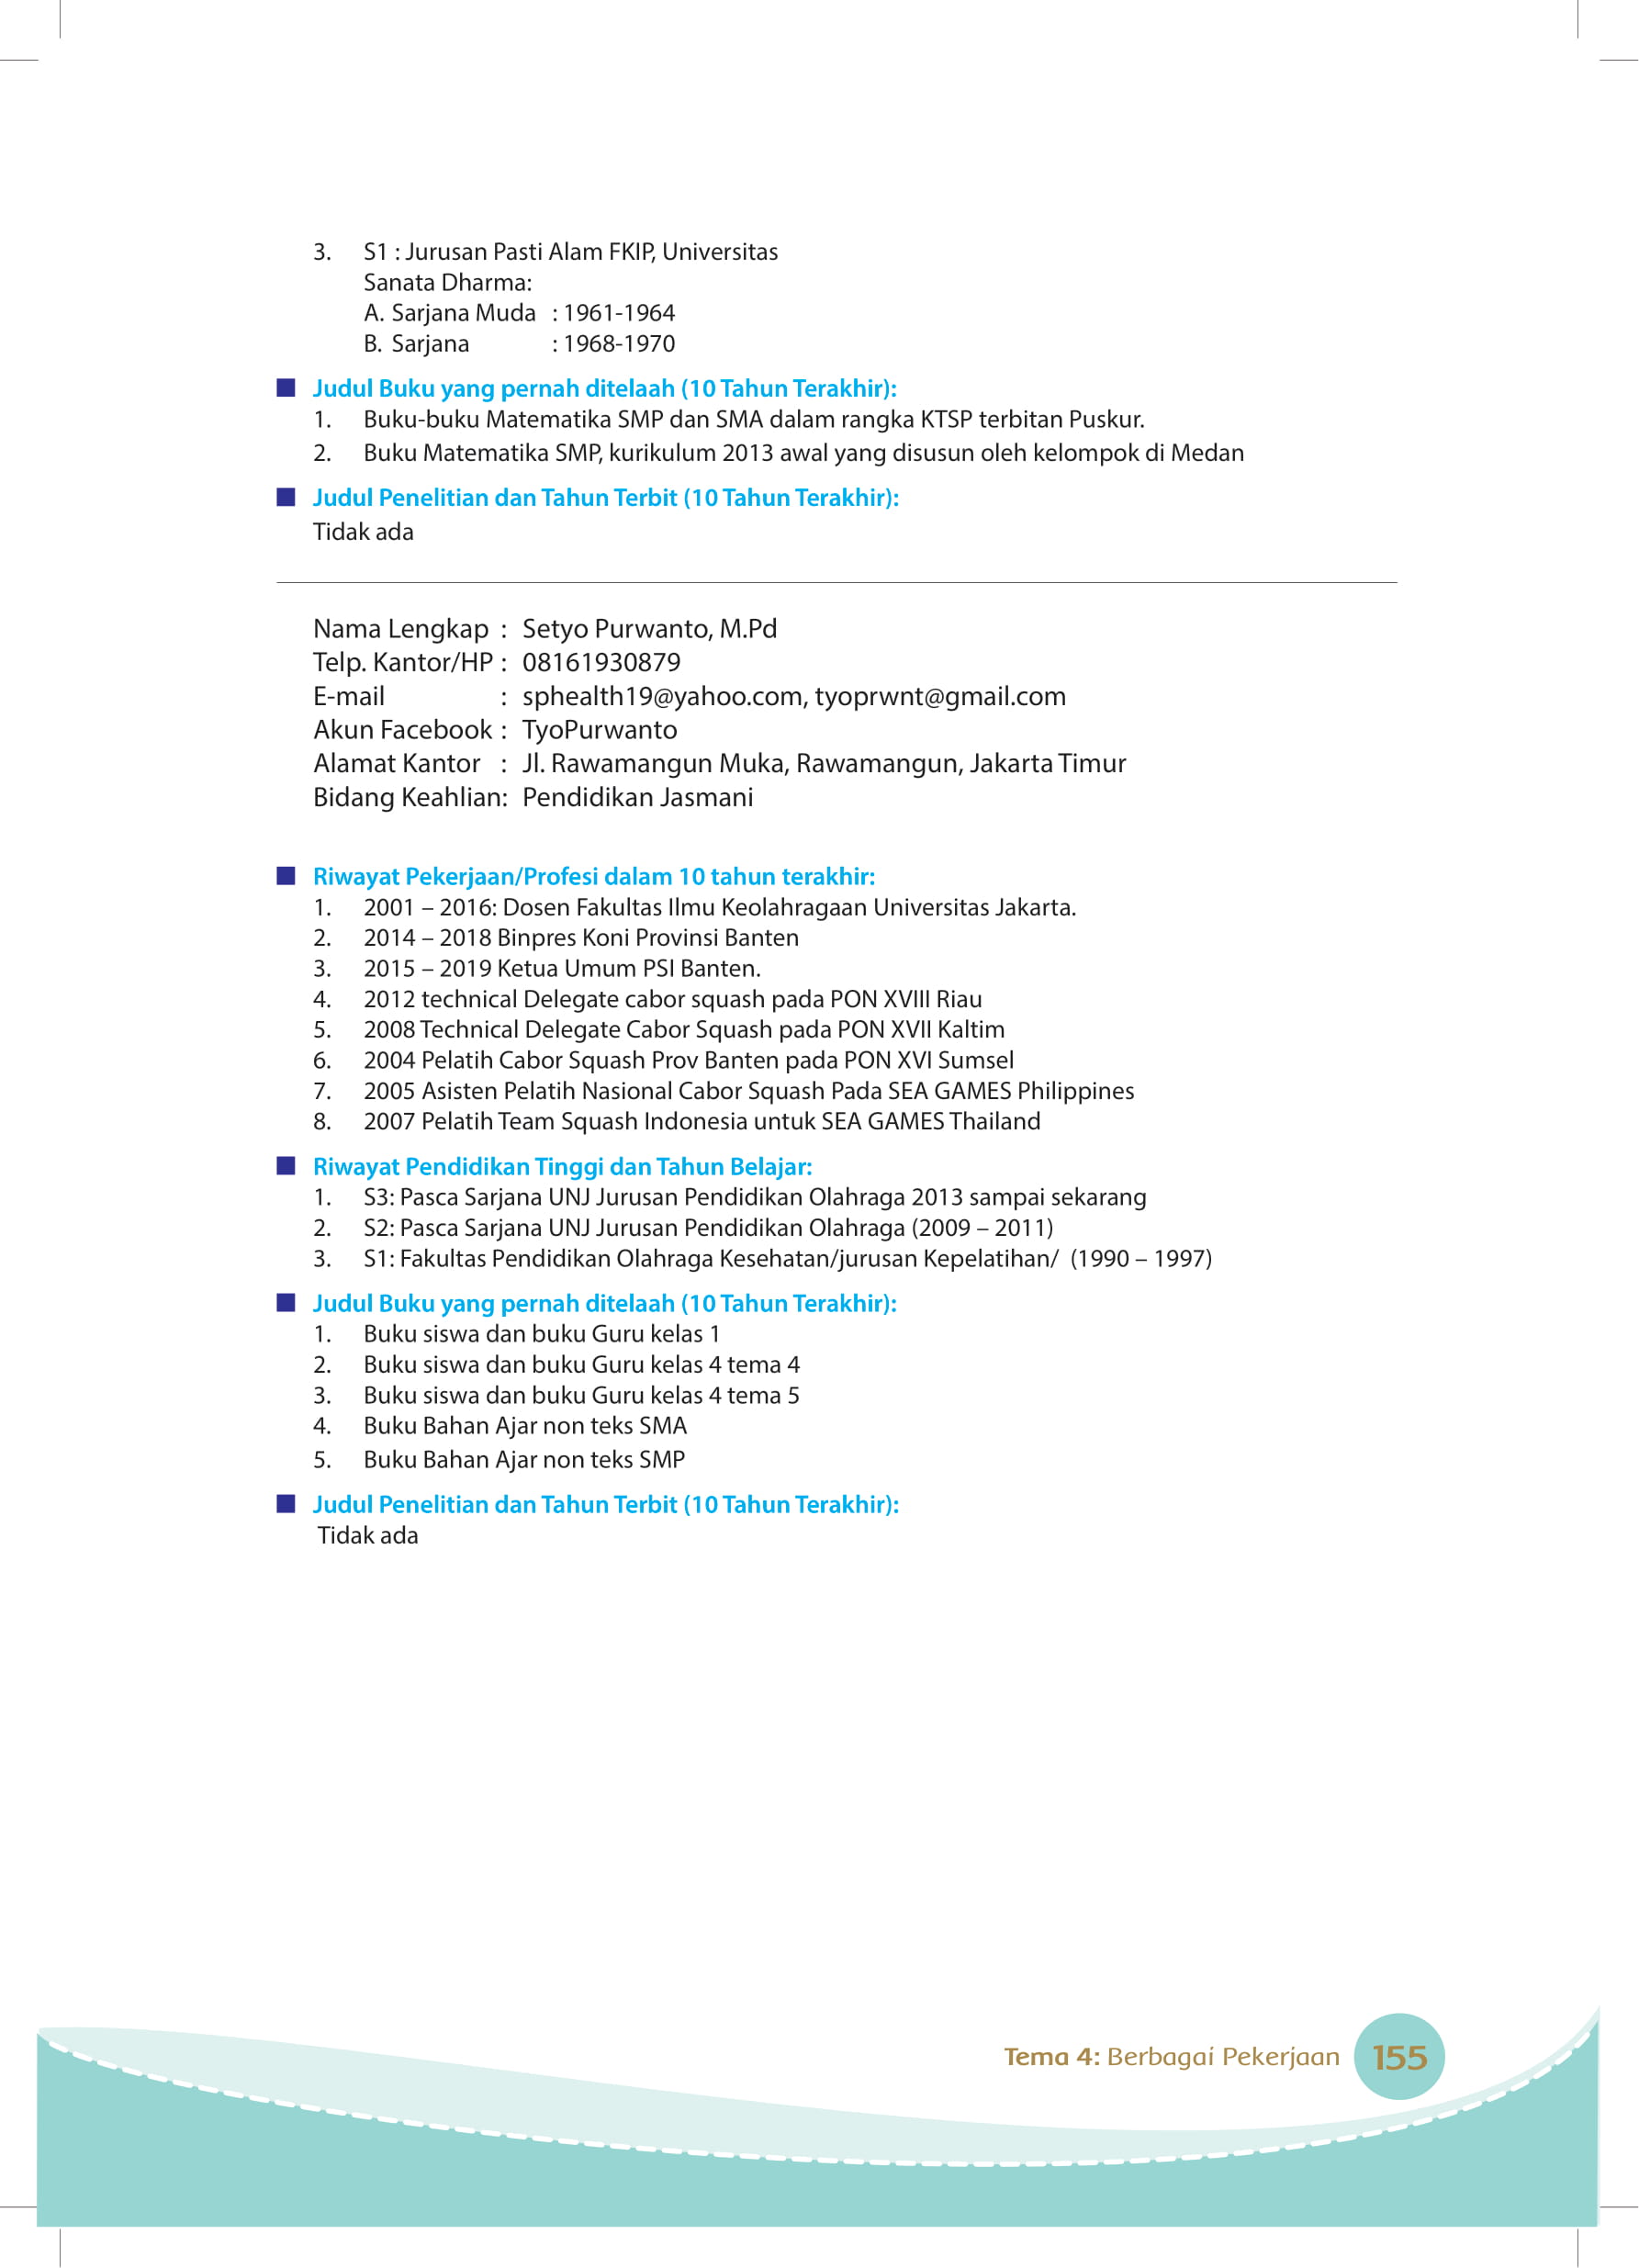 3. S1 : Jurusan Pasti Alam FKIP, Universitas
Sanata Dharma:
A. Sarjana Muda : 1961-1964
B. Sarjana : 1968-1970
Judul Buku yang pernah ditelaah (10 Tahun Terakhir):
1. Buku-buku Matematika SMP dan SMA dalam rangka KTSP terbitan Puskur.
2. Buku Matematika SMP, kurikulum 2013 awal yang disusun oleh kelompok di Medan
Judul Penelitian dan Tahun Terbit (10 Tahun Terakhir):
Tidak ada
Nama Lengkap : Setyo Purwanto, M.Pd
Telp. Kantor/HP : 08161930879
E-mail : sphealth19@yahoo.com, tyoprwnt@gmail.com
Akun Facebook : TyoPurwanto
Alamat Kantor : Jl. Rawamangun Muka, Rawamangun, Jakarta Timur
Bidang Keahlian: Pendidikan Jasmani
Riwayat Pekerjaan/Profesi dalam 10 tahun terakhir:
1. 2001 – 2016: Dosen Fakultas Ilmu Keolahragaan Universitas Jakarta.
2. 2014 – 2018 Binpres Koni Provinsi Banten
3. 2015 – 2019 Ketua Umum PSI Banten.
4. 2012 technical Delegate cabor squash pada PON XVIII Riau
5. 2008 Technical Delegate Cabor Squash pada PON XVII Kaltim
6. 2004 Pelatih Cabor Squash Prov Banten pada PON XVI Sumsel
7. 2005 Asisten Pelatih Nasional Cabor Squash Pada SEA GAMES Philippines
8. 2007 Pelatih Team Squash Indonesia untuk SEA GAMES Thailand
Riwayat Pendidikan Tinggi dan Tahun Belajar:
1. S3: Pasca Sarjana UNJ Jurusan Pendidikan Olahraga 2013 sampai sekarang
2. S2: Pasca Sarjana UNJ Jurusan Pendidikan Olahraga (2009 – 2011)
3. S1: Fakultas Pendidikan Olahraga Kesehatan/jurusan Kepelatihan/ (1990 – 1997)
Judul Buku yang pernah ditelaah (10 Tahun Terakhir):
1. Buku siswa dan buku Guru kelas 1
2. Buku siswa dan buku Guru kelas 4 tema 4
3. Buku siswa dan buku Guru kelas 4 tema 5
4. Buku Bahan Ajar non teks SMA
5. Buku Bahan Ajar non teks SMP
Judul Penelitian dan Tahun Terbit (10 Tahun Terakhir):
Tidak ada
Tema 4: Berbagai Pekerjaan 155